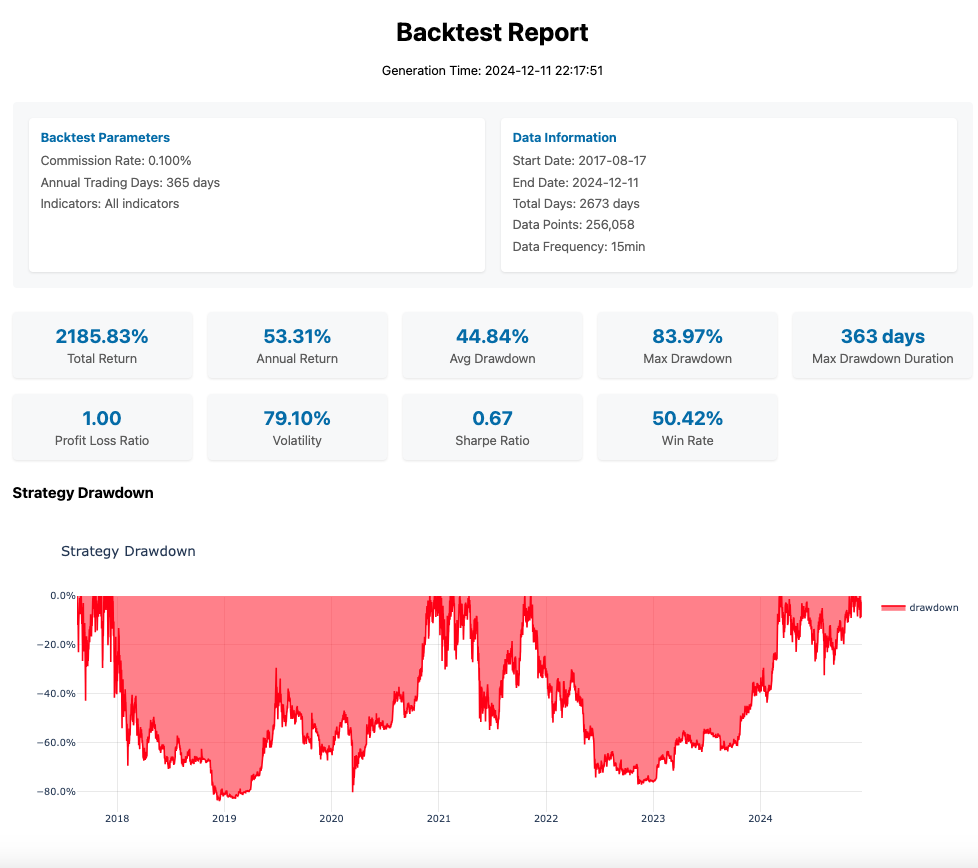 Backtest Report
Generation Time: 2024-12-11 22:17:51
Backtest Parameters
Commission Rate: 0.100%
Annual Trading Days: 365 days
Indicators: All indicators
Data Information
Start Date: 2017-08-17
End Date: 2024-12-11
Total Days: 2673 days
Data Points: 256,058
Data Frequency: 15min
2185.83%
Total Return
53.31%
Annual Return
44.84%
Avg Drawdown
83.97%
Max Drawdown
363 days
Max Drawdown Duration
1.00
Profit Loss Ratio
79.10%
Volatility
0.67
Sharpe Ratio
50.42%
Win Rate
Strategy Drawdown
Strategy Drawdown
0.0%
−20.0%
−40.0%
−60.0%
−80.0%
2018 2019 2020 2021 2022 2023 2024
drawdown